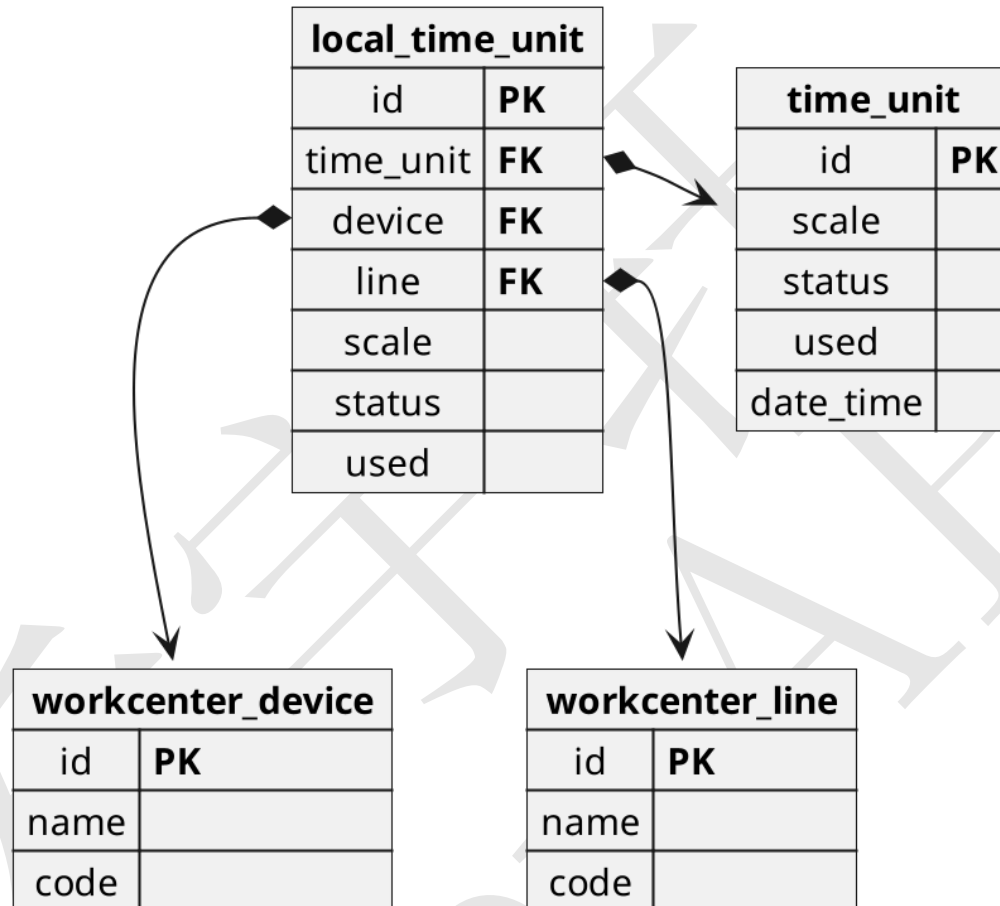 local_time_unit
id PK
time_unit FK
device FK
line FK
scale
status
used
time_unit
id PK
scale
status
used
date_time
workcenter_device
id PK
name
code
workcenter_line
id PK
name
code